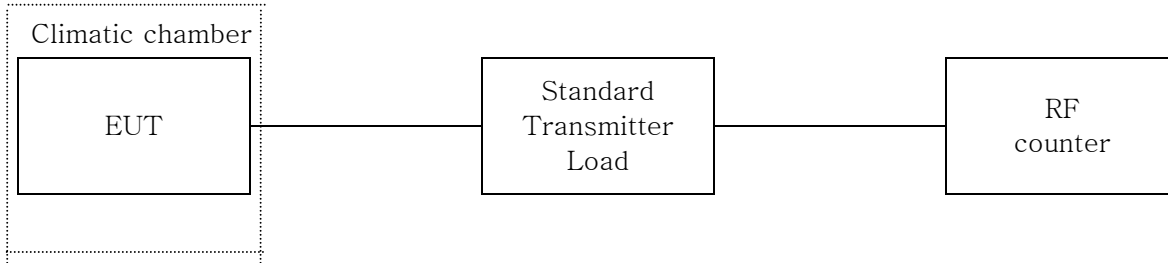 Climatic chamber
EUT
Standard
Transmitter
Load
RF
counter